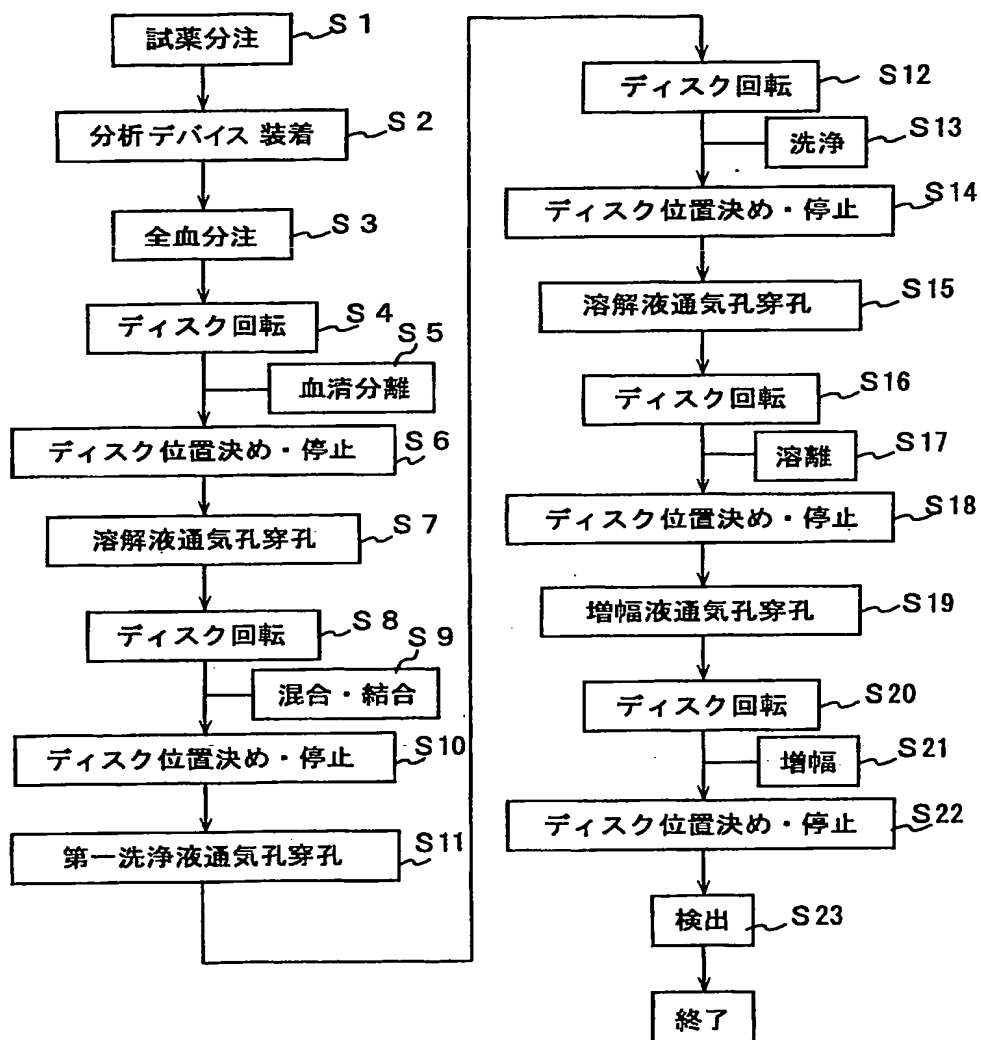 試薬分注
S1
分析デバイス装着
S2
全血分注
S3
ディスク回転
S4
血清分離
S5
ディスク位置決め・停止
S6
溶解液通気孔穿孔
S7
ディスク回転
S8
混合・結合
S9
ディスク位置決め・停止
S10
第一洗浄液通気孔穿孔
S11
ディスク回転
S12
洗浄
S13
ディスク位置決め・停止
S14
溶解液通気孔穿孔
S15
ディスク回転
S16
溶離
S17
ディスク位置決め・停止
S18
増幅液通気孔穿孔
S19
ディスク回転
S20
増幅
S21
ディスク位置決め・停止
S22
検出
S23
終了